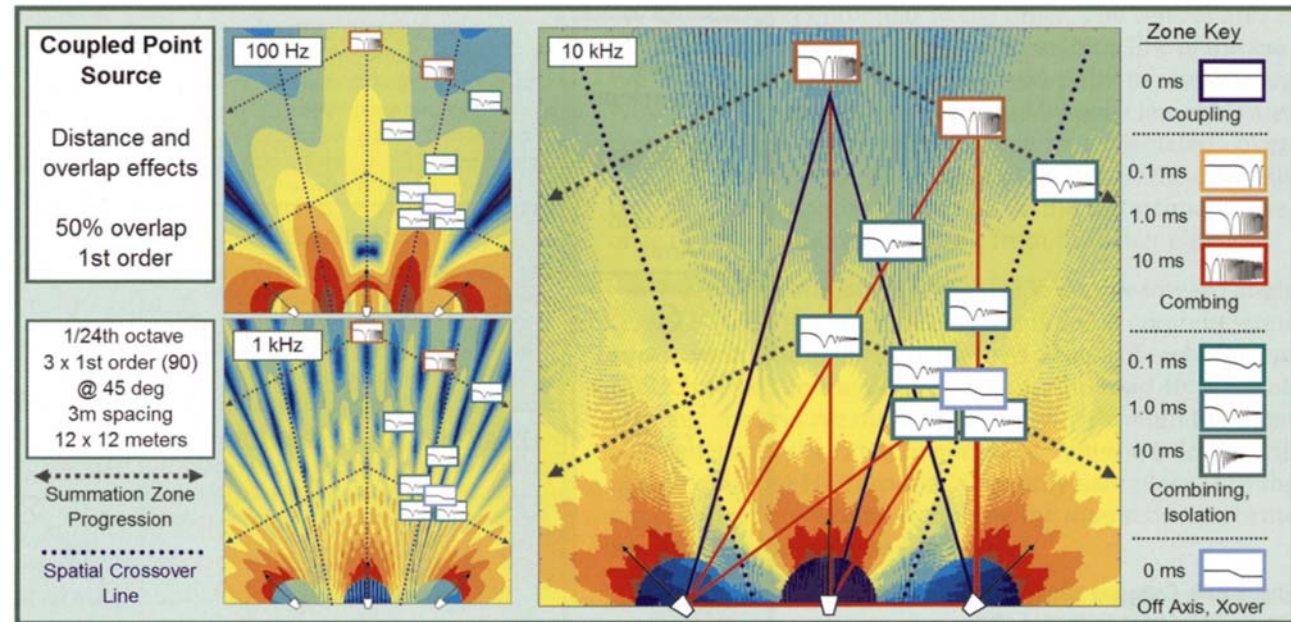 Coupled Point
Source
Distance and
overlap effects
50% overlap
1st order
1/24th octave
3 x 1st order (90)
@ 45 deg
3m spacing
12 x 12 meters
Summation Zone
Progression
Spatial Crossover
Line
100 Hz
1 kHz
10 kHz
Zone Key
0 ms
Coupling
0.1 ms
1.0 ms
10 ms
Combing
0.1 ms
1.0 ms
10 ms
Combining,
Isolation
0 ms
Off Axis, Xover